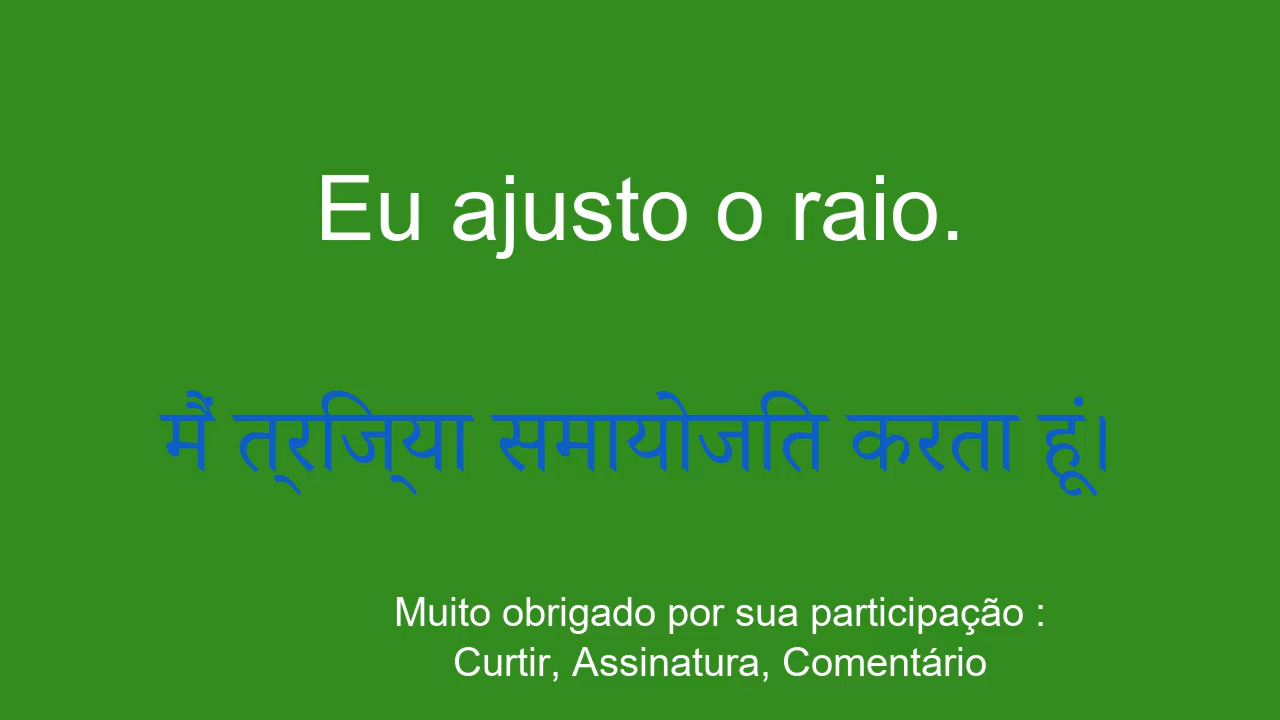 Eu ajusto o raio.
मैं त्रिज्या समायोजित करता हूं।
Muito obrigado por sua participação :
Curtir, Assinatura, Comentário